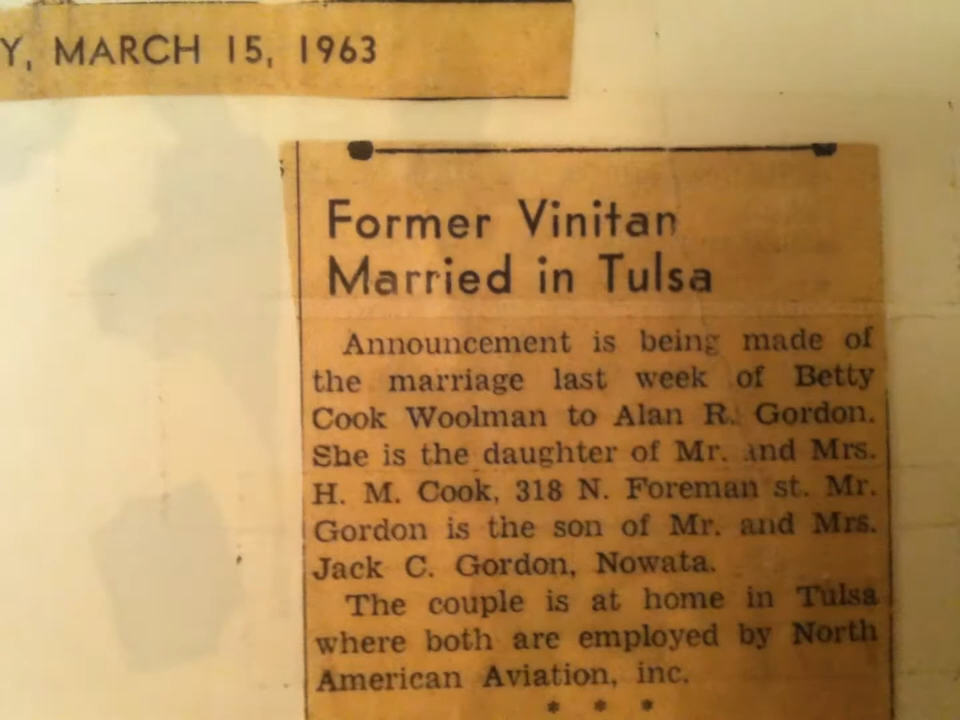 Y, MARCH 15, 1963
Former Vinitan
Married in Tulsa
Announcement is being made of
the marriage last week of Betty
Cook Woolman to Alan R. Gordon.
She is the daughter of Mr. and Mrs.
H. M. Cook, 318 N. Foreman st. Mr.
Gordon is the son of Mr. and Mrs.
Jack C. Gordon, Nowata.
The couple is at home in Tulsa
where both are employed by North
American Aviation, inc.
* * *